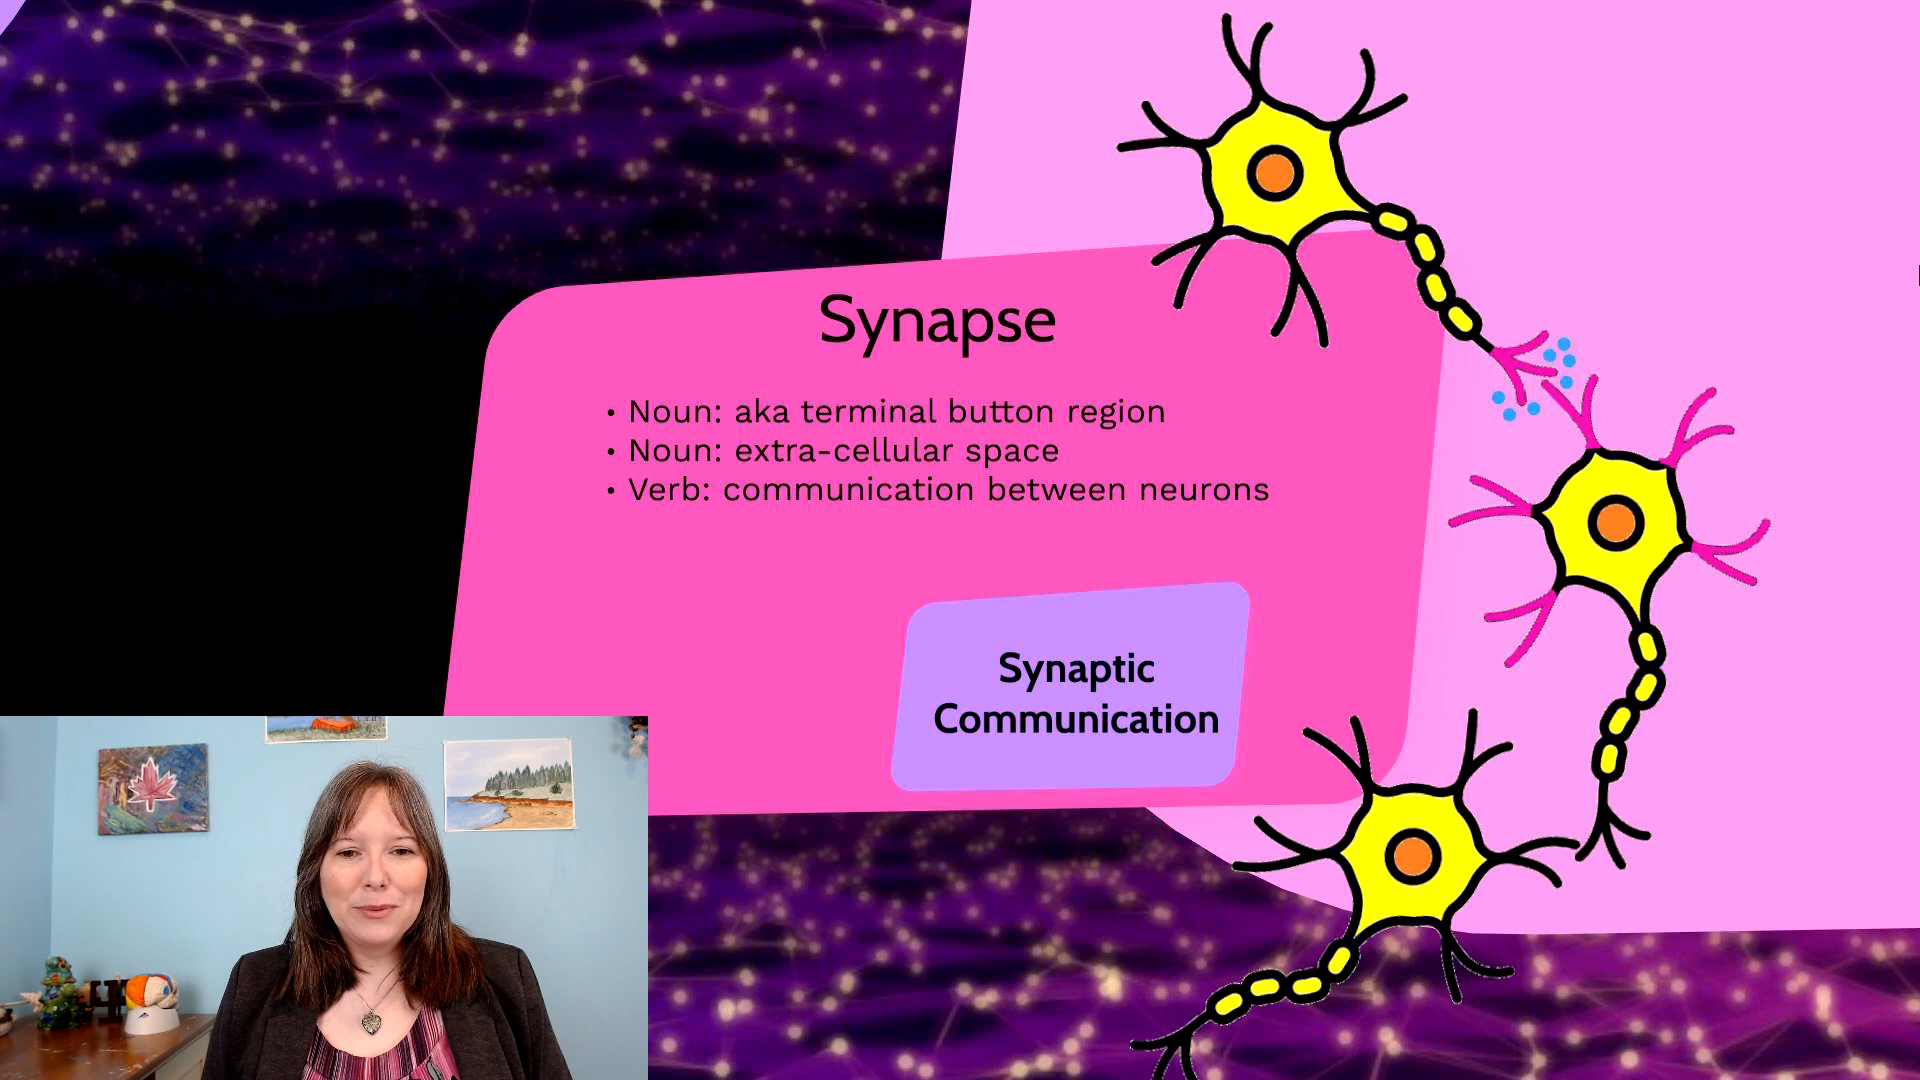 Synapse
• Noun: aka terminal button region
• Noun: extra-cellular space
• Verb: communication between neurons
Synaptic
Communication